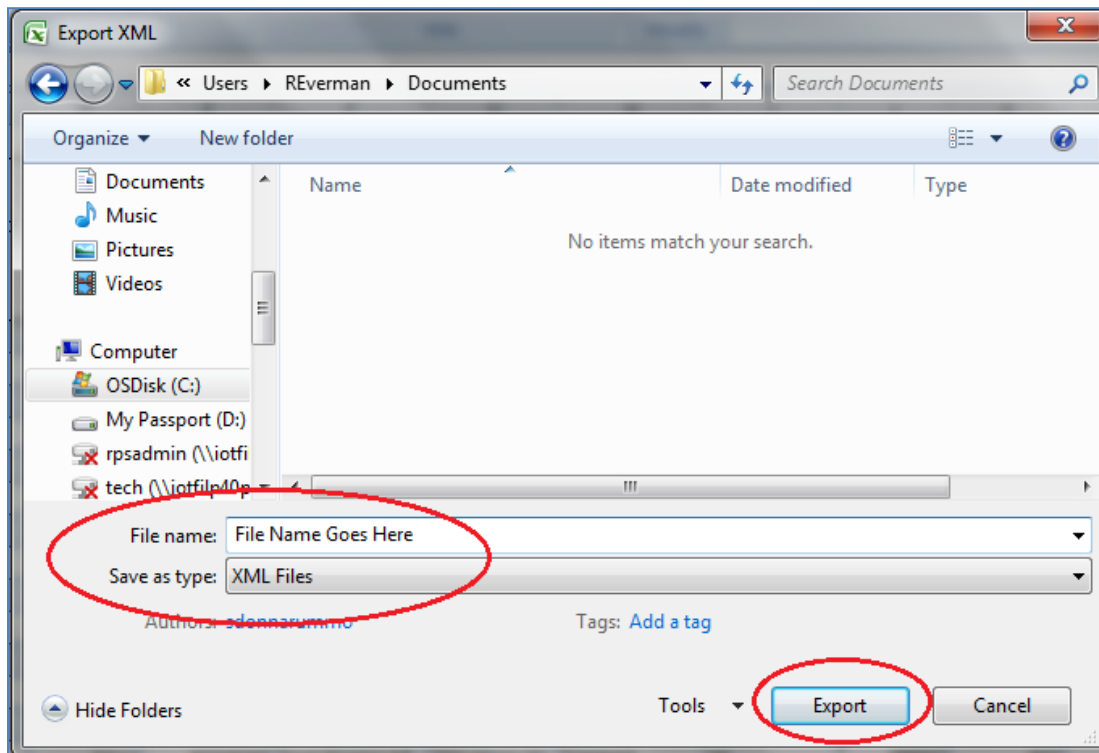 Export XML
« Users ▸ REverman ▸ Documents
Search Documents
Organize
New folder
Documents
Music
Pictures
Videos
Computer
OSDisk (C:)
My Passport (D:)
rpsadmin (\\iotfi
tech (\\iotfilp40p
Name
Date modified
Type
No items match your search.
File name: File Name Goes Here
Save as type: XML Files
Authors: sdonnarummo
Tags: Add a tag
Hide Folders
Tools
Export
Cancel